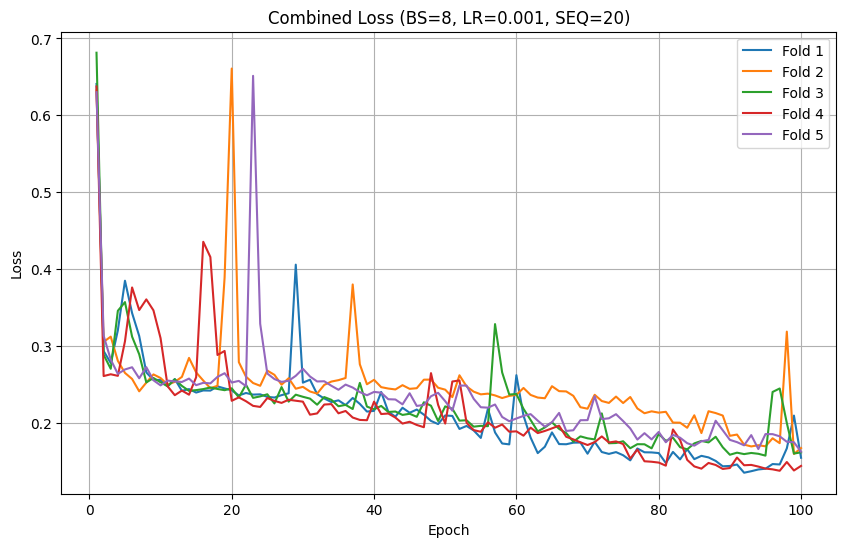 Combined Loss (BS=8, LR=0.001, SEQ=20)
Fold 1
Fold 2
Fold 3
Fold 4
Fold 5
Loss
0.7
0.6
0.5
0.4
0.3
0.2
0 20 40 60 80 100
Epoch